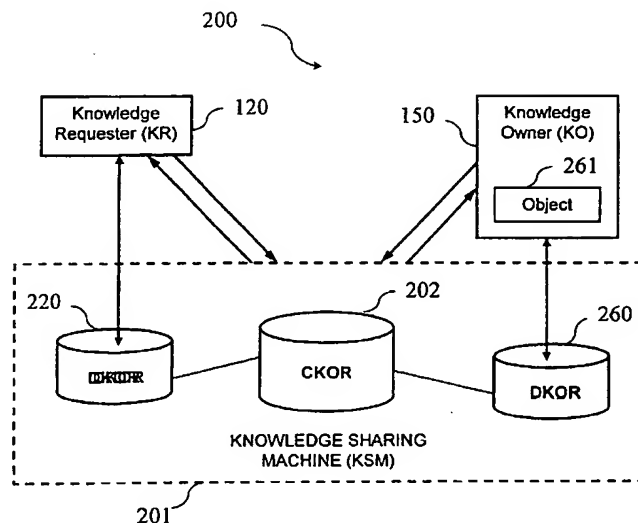 200
Knowledge
Requester (KR)
120
150
Knowledge
Owner (KO)
261
Object
220
202
260
CKOR
DKOR
KNOWLEDGE SHARING
MACHINE (KSM)
201